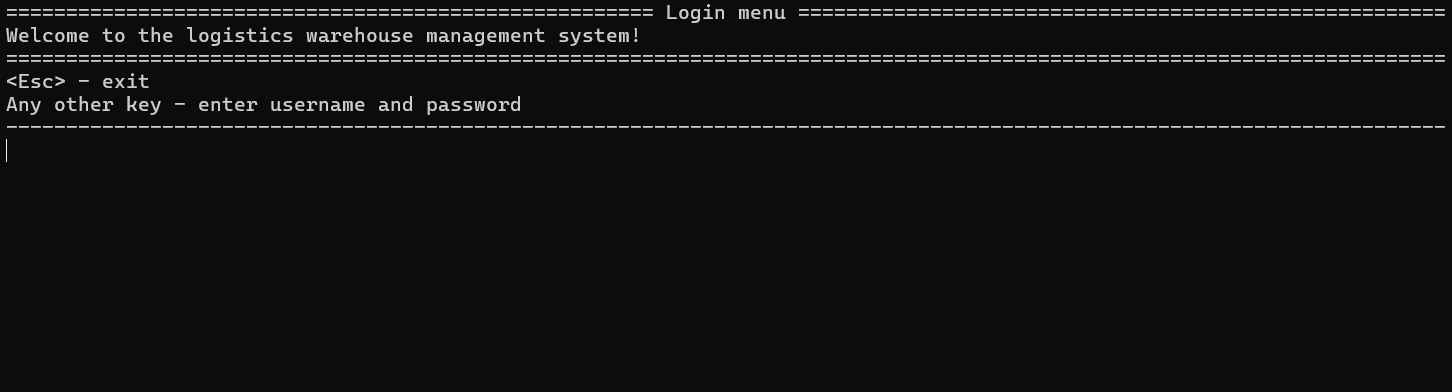 ====================================================== Login menu ======================================================
Welcome to the logistics warehouse management system!
========================================================================================================================
<Esc> - exit
Any other key - enter username and password
------------------------------------------------------------------------------------------------------------------------